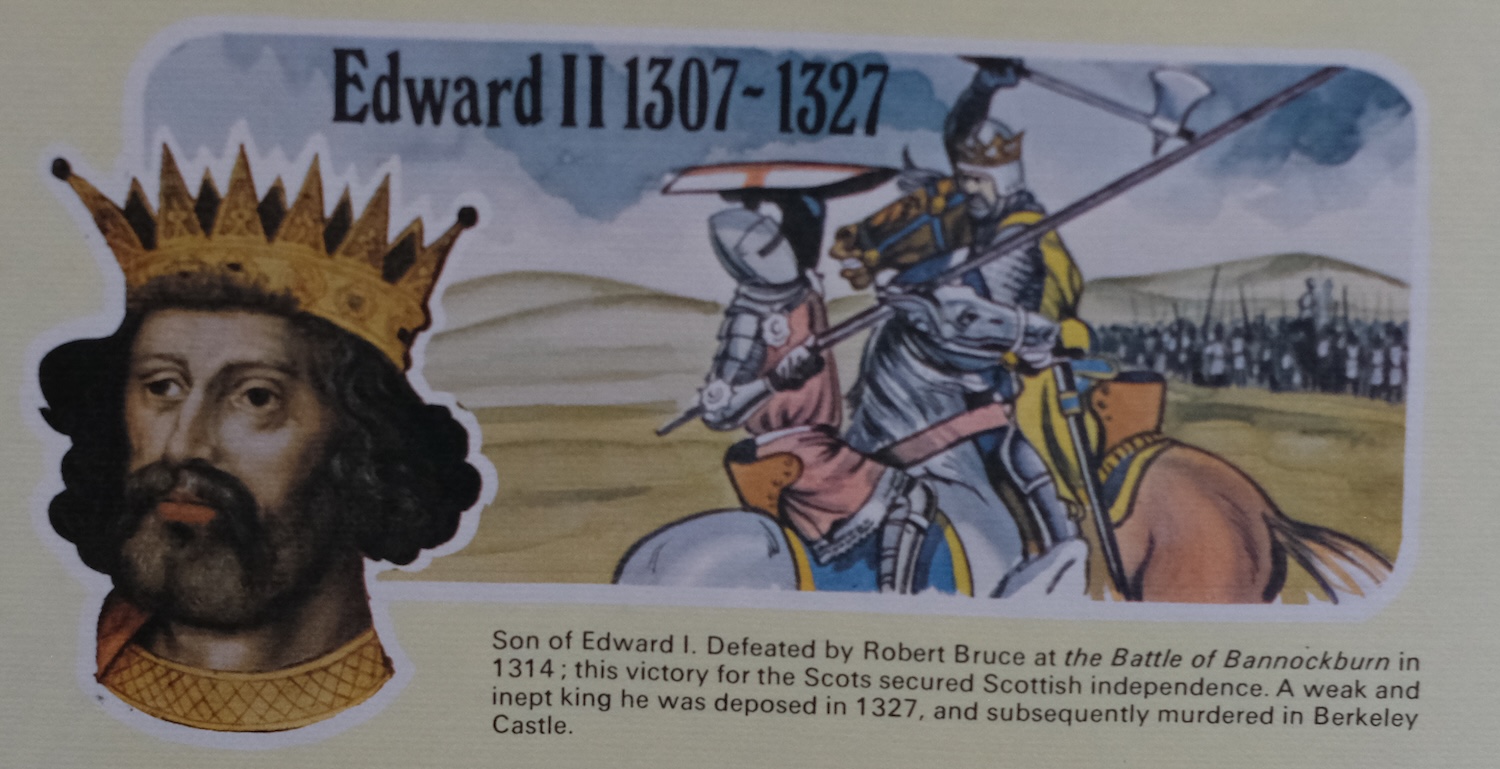 Edward II 1307~1327
Son of Edward I. Defeated by Robert Bruce at the Battle of Bannockburn in
1314; this victory for the Scots secured Scottish independence. A weak and
inept king he was deposed in 1327, and subsequently murdered in Berkeley
Castle.